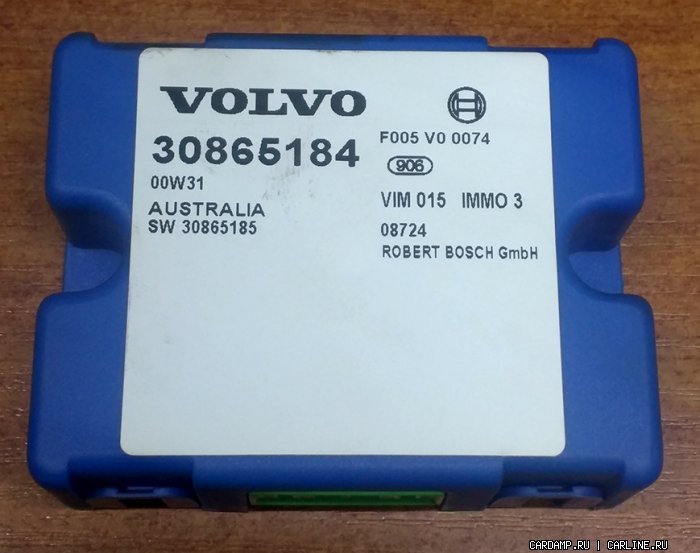 VOLVO
30865184
00W31
AUSTRALIA
SW 30865185
F005 V0 0074
906
VIM 015 IMMO 3
08724
ROBERT BOSCH GmbH
CARDAMP.RU | CARLINE.RU